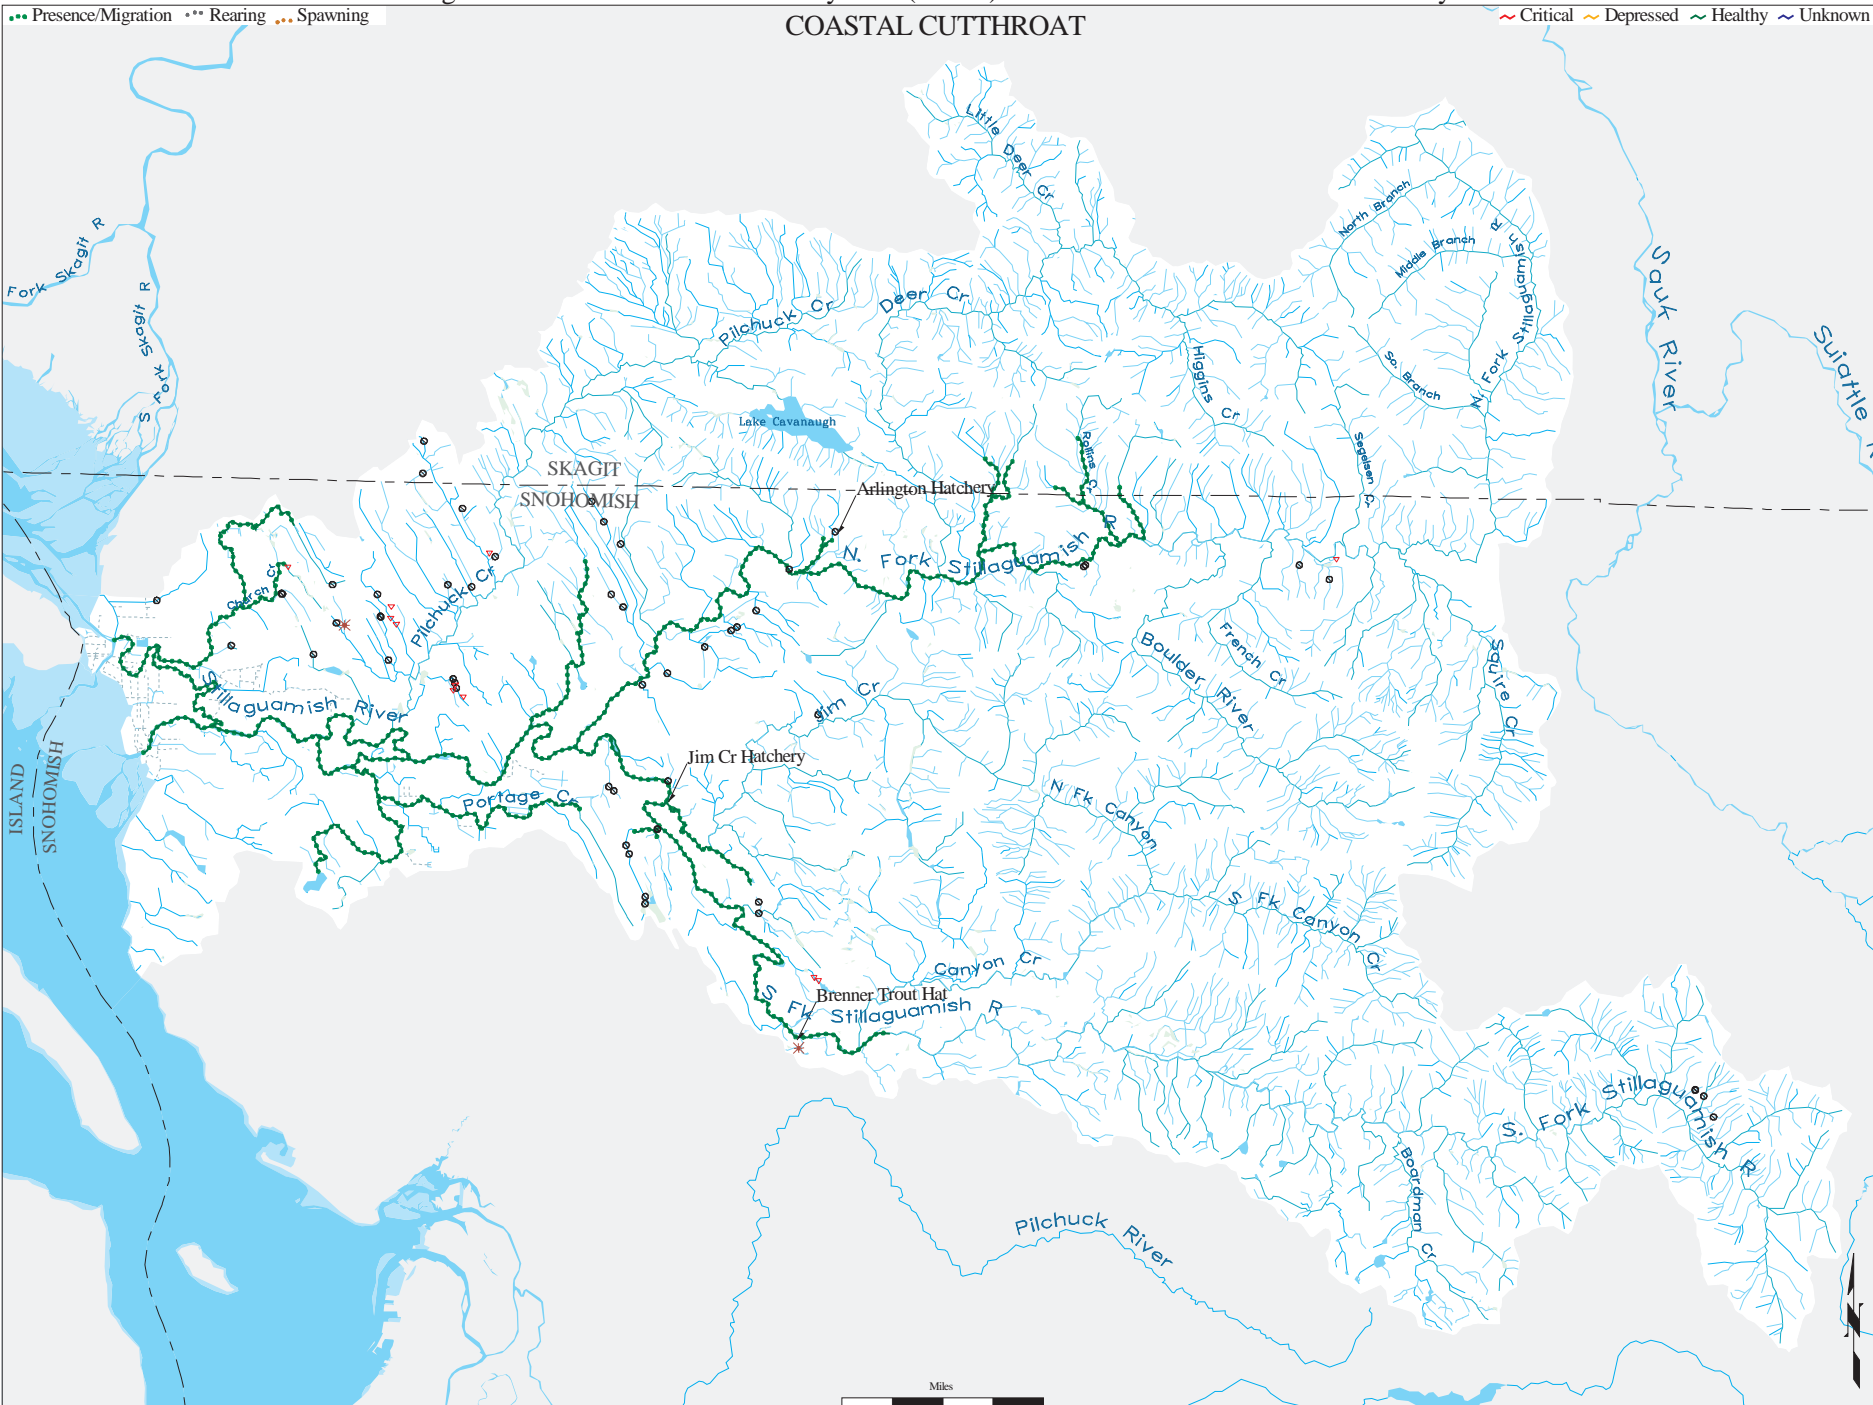 Presence/Migration Rearing Spawning
COASTAL CUTTHROAT
Critical Depressed Healthy Unknown
Little Deer Cr
North Branch
Middle Branch
N. Fork Stillaguamish R
So. Branch
Fork Skagit R
S Fork Skagit R
Sauk River
Suiattle
Pilchuck Cr
Deer Cr
Higgins Cr
Lake Cavanaugh
Rollins Cr
Segelsen Cr
SKAGIT
SNOHOMISH
Arlington Hatchery
N. Fork Stillaguamish R
Church Cr
Pilchuck Cr
Boulder River
French Cr
Squire Cr
Stillaguamish River
Jim Cr
Jim Cr Hatchery
ISLAND
SNOHOMISH
Portage Cr
N Fk Canyon
S Fk Canyon Cr
Canyon Cr
Brenner Trout Hat
S Fk Stillaguamish R
S. Fork Stillaguamish R
Boardman Cr
Pilchuck River
N
Miles